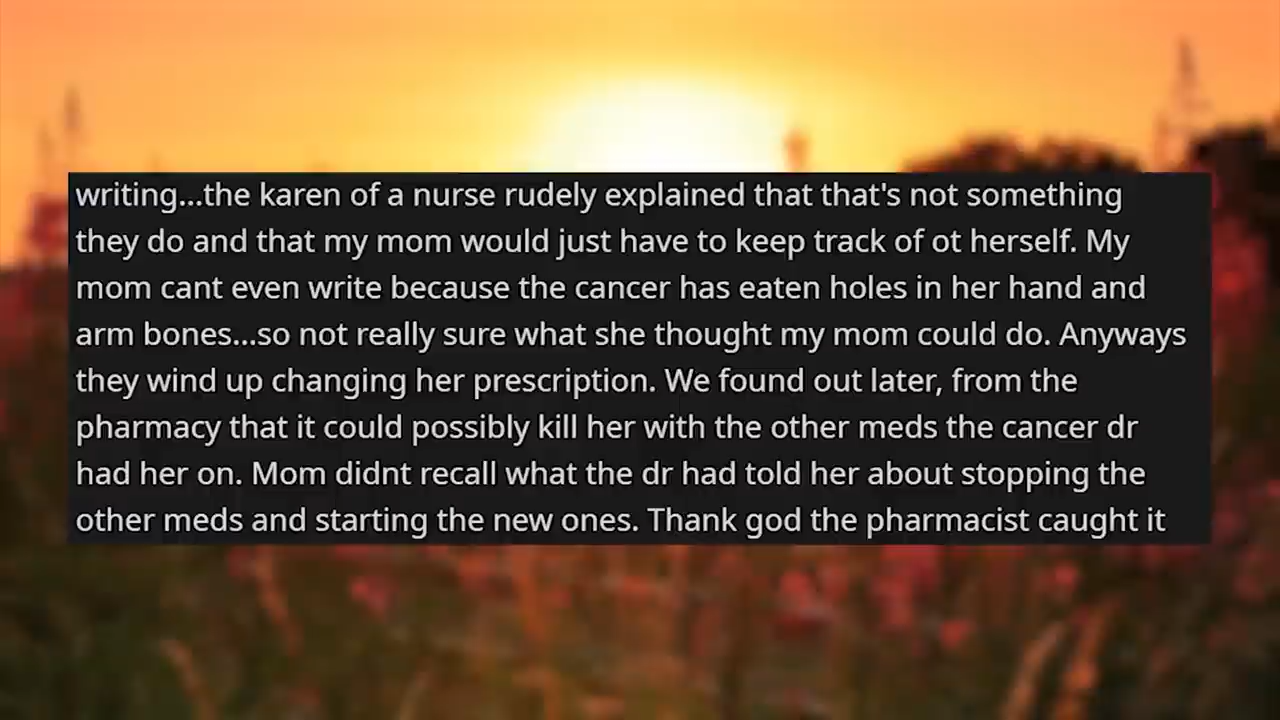 writing...the karen of a nurse rudely explained that that's not something
they do and that my mom would just have to keep track of ot herself. My
mom cant even write because the cancer has eaten holes in her hand and
arm bones...so not really sure what she thought my mom could do. Anyways
they wind up changing her prescription. We found out later, from the
pharmacy that it could possibly kill her with the other meds the cancer dr
had her on. Mom didnt recall what the dr had told her about stopping the
other meds and starting the new ones. Thank god the pharmacist caught it